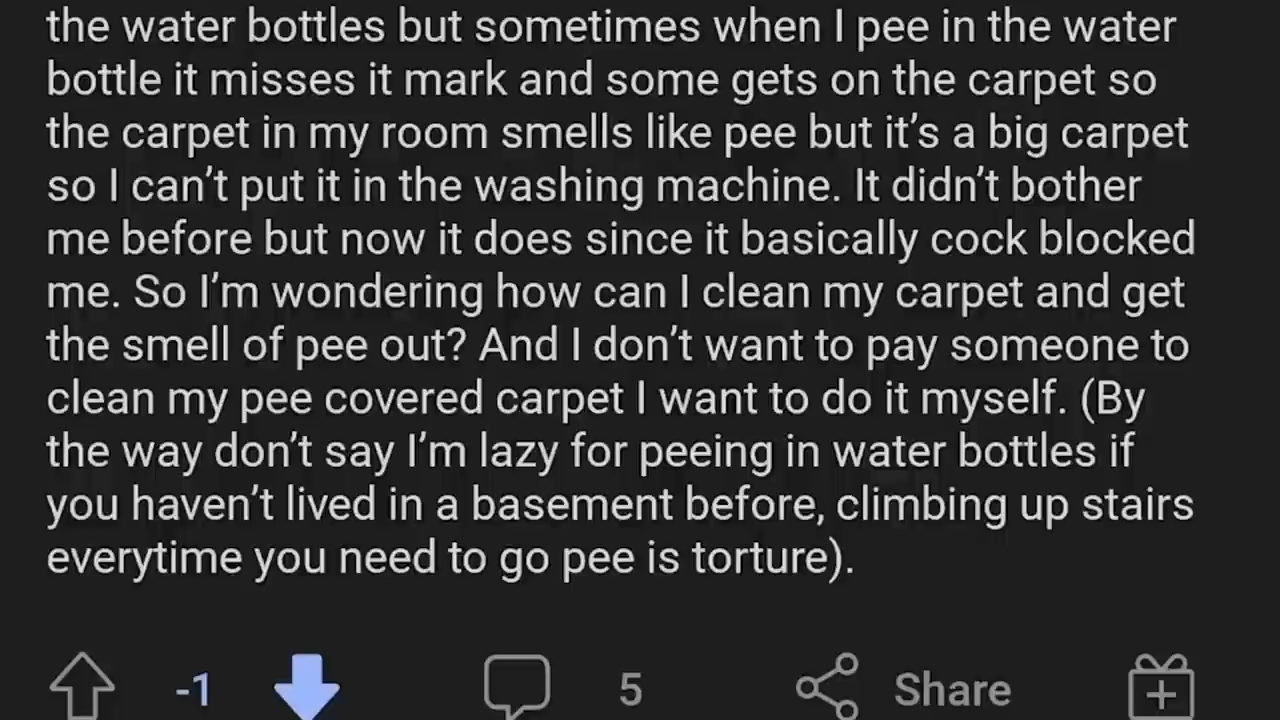 the water bottles but sometimes when I pee in the water
bottle it misses it mark and some gets on the carpet so
the carpet in my room smells like pee but it’s a big carpet
so I can’t put it in the washing machine. It didn’t bother
me before but now it does since it basically cock blocked
me. So I’m wondering how can I clean my carpet and get
the smell of pee out? And I don’t want to pay someone to
clean my pee covered carpet I want to do it myself. (By
the way don’t say I’m lazy for peeing in water bottles if
you haven’t lived in a basement before, climbing up stairs
everytime you need to go pee is torture).
-1 5 Share